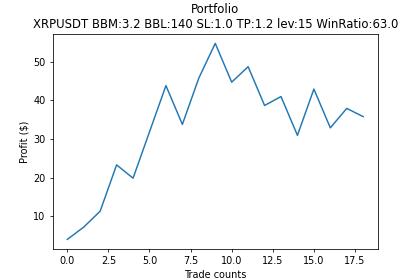 Portfolio
XRPUSDT BBM:3.2 BBL:140 SL:1.0 TP:1.2 lev:15 WinRatio:63.0
50
40
30
20
10
Profit ($)
0.0 2.5 5.0 7.5 10.0 12.5 15.0 17.5
Trade counts